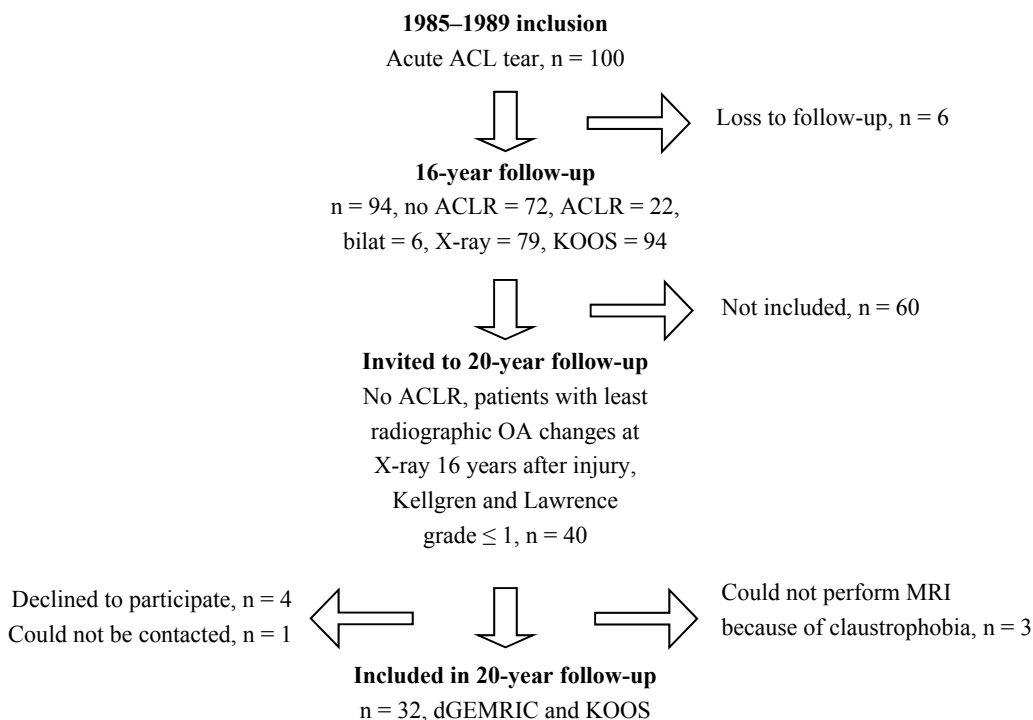 1985–1989 inclusion
Acute ACL tear, n = 100
Loss to follow-up, n = 6
16-year follow-up
n = 94, no ACLR = 72, ACLR = 22,
bilat = 6, X-ray = 79, KOOS = 94
Not included, n = 60
Invited to 20-year follow-up
No ACLR, patients with least
radiographic OA changes at
X-ray 16 years after injury,
Kellgren and Lawrence
grade ≤ 1, n = 40
Declined to participate, n = 4
Could not be contacted, n = 1
Could not perform MRI
because of claustrophobia, n = 3
Included in 20-year follow-up
n = 32, dGEMRIC and KOOS